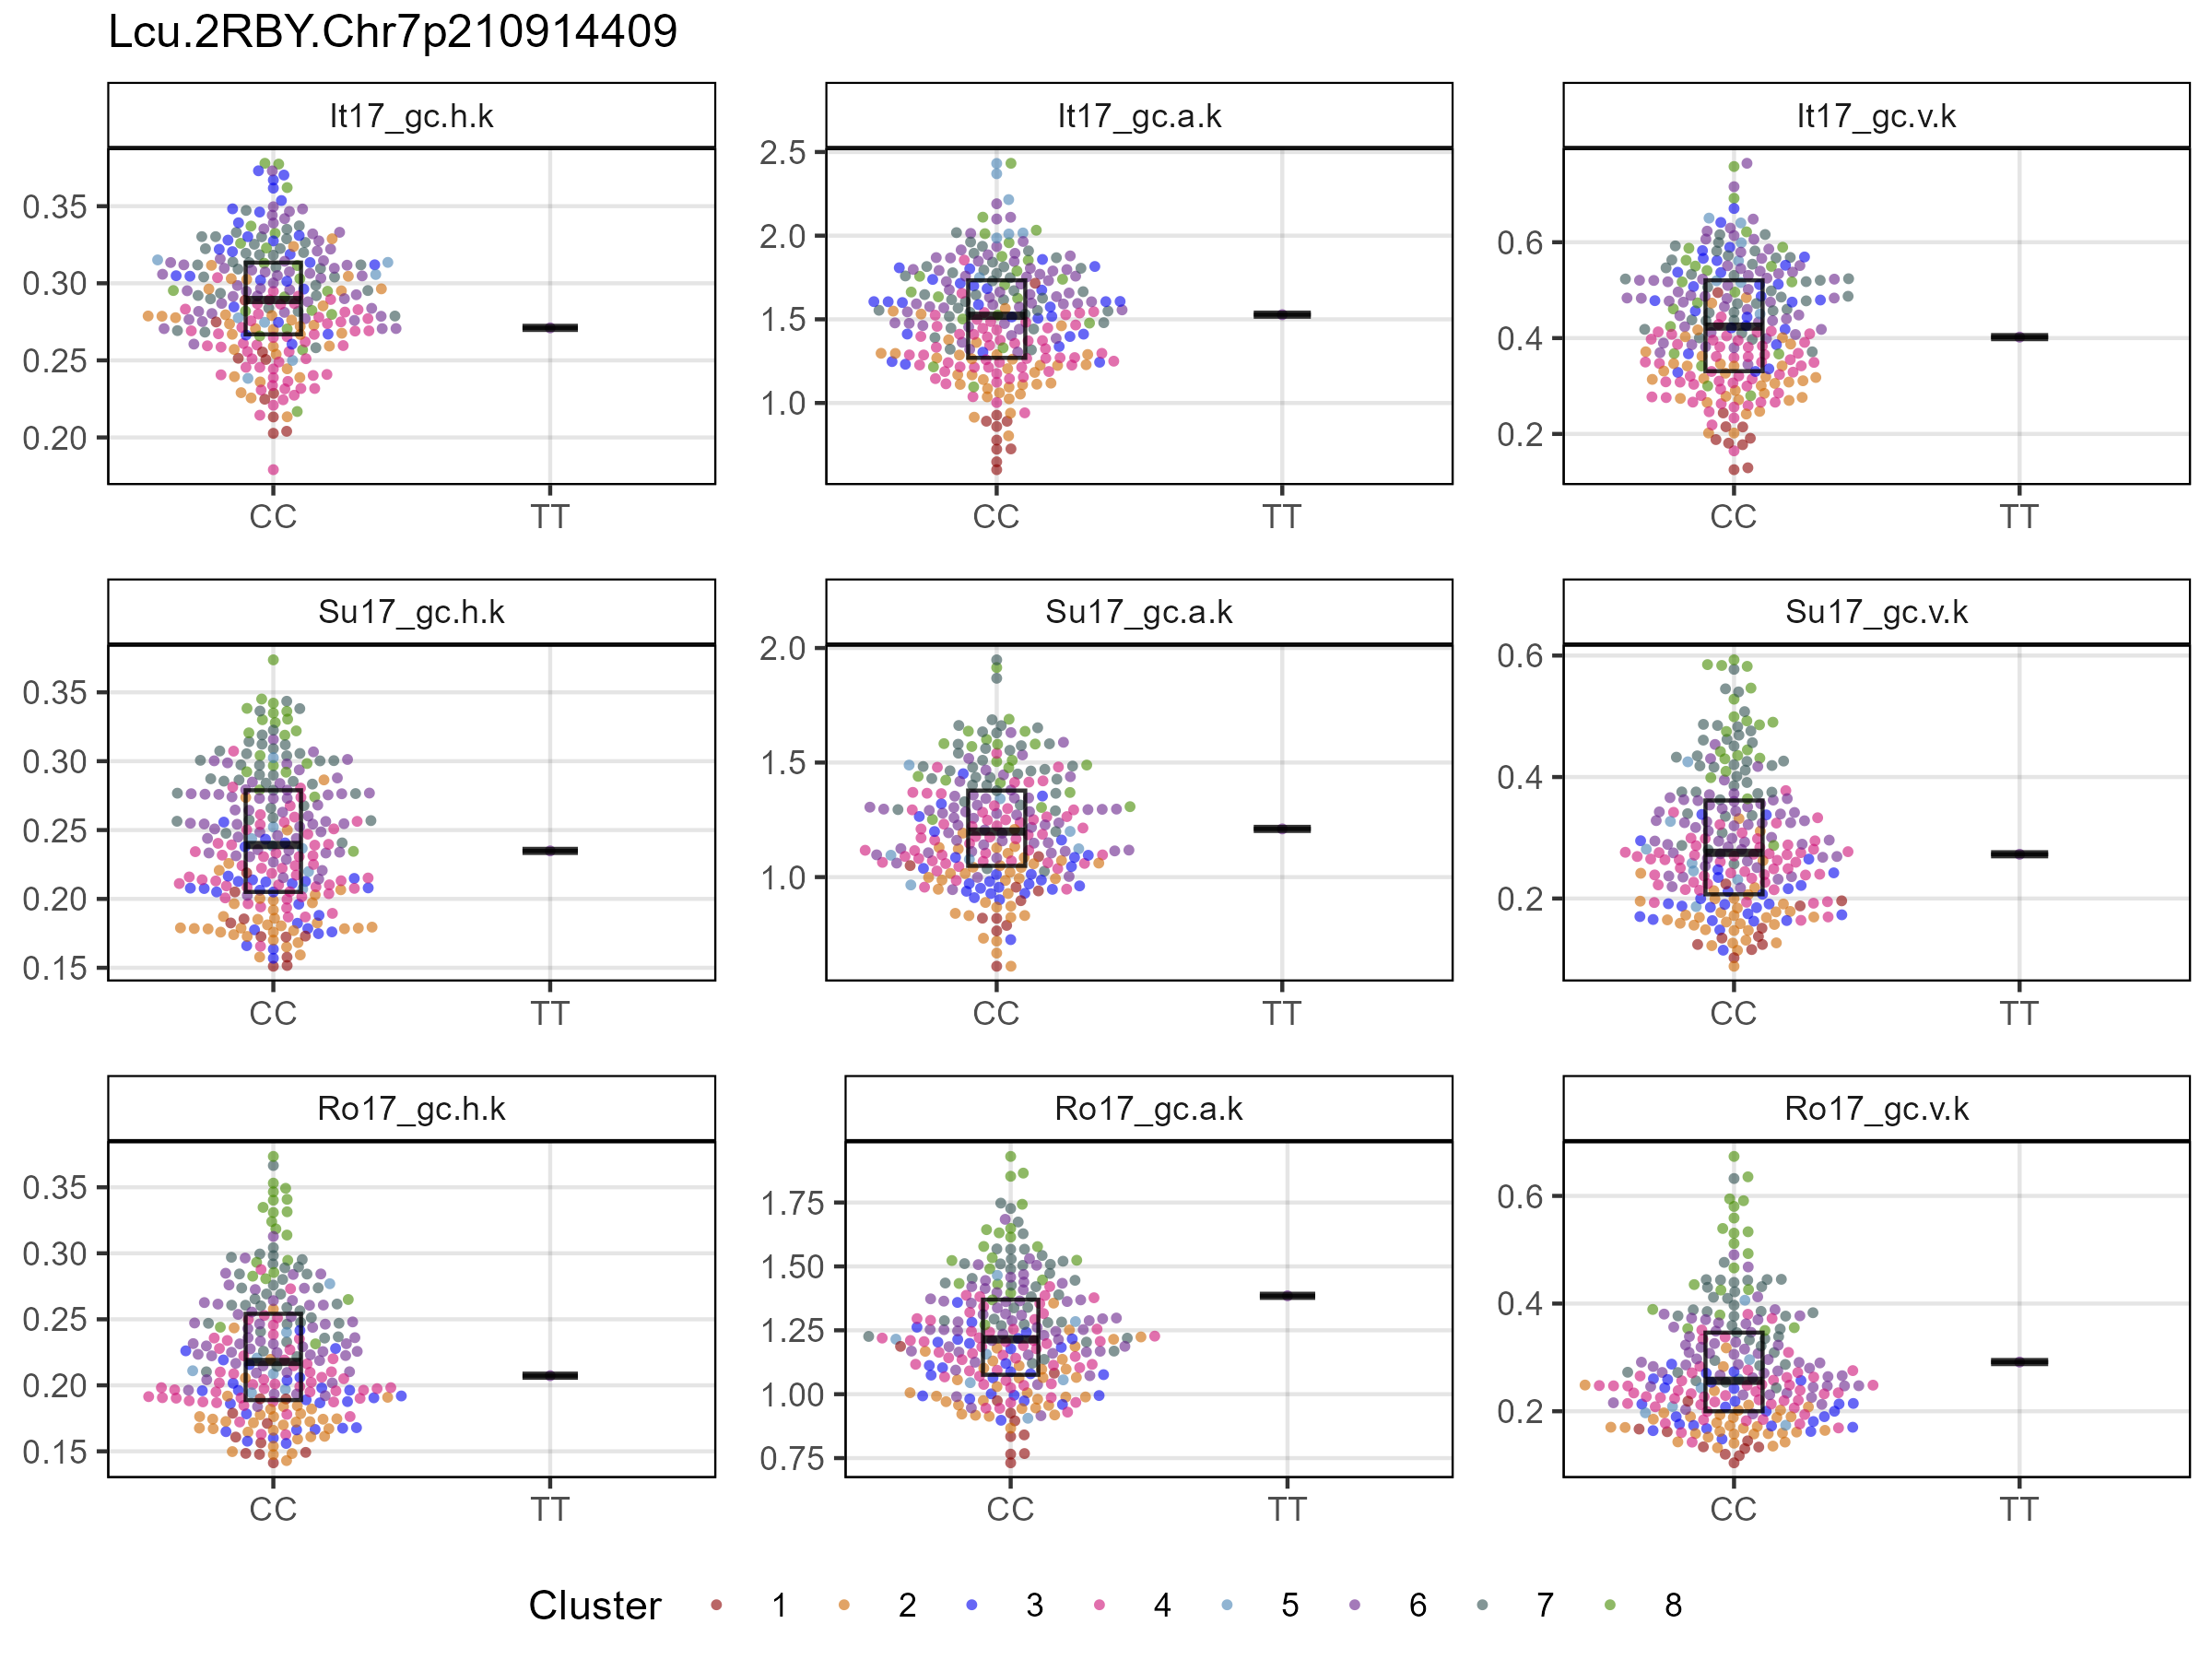 Lcu.2RBY.Chr7p210914409
It17_gc.h.k
It17_gc.a.k
It17_gc.v.k
0.35
0.30
0.25
0.20
CC
TT
2.5
2.0
1.5
1.0
CC
TT
0.6
0.4
0.2
CC
TT
Su17_gc.h.k
Su17_gc.a.k
Su17_gc.v.k
0.35
0.30
0.25
0.20
0.15
CC
TT
2.0
1.5
1.0
CC
TT
0.6
0.4
0.2
CC
TT
Ro17_gc.h.k
Ro17_gc.a.k
Ro17_gc.v.k
0.35
0.30
0.25
0.20
0.15
CC
TT
1.75
1.50
1.25
1.00
0.75
CC
TT
0.6
0.4
0.2
CC
TT
Cluster 1 2 3 4 5 6 7 8